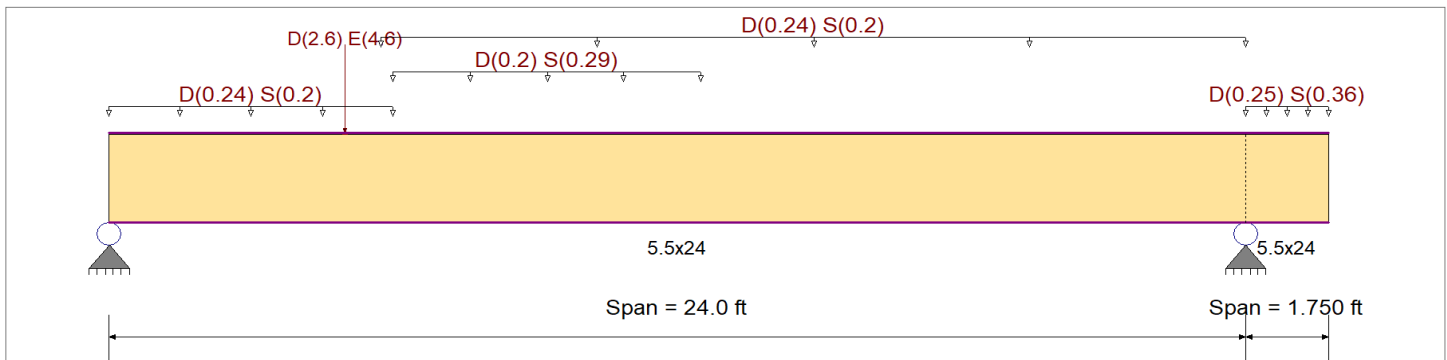 D(0.24) S(0.2)
D(2.6) E(4.6)
D(0.2) S(0.29)
D(0.24) S(0.2)
D(0.25) S(0.36)
5.5x24
5.5x24
Span = 24.0 ft
Span = 1.750 ft